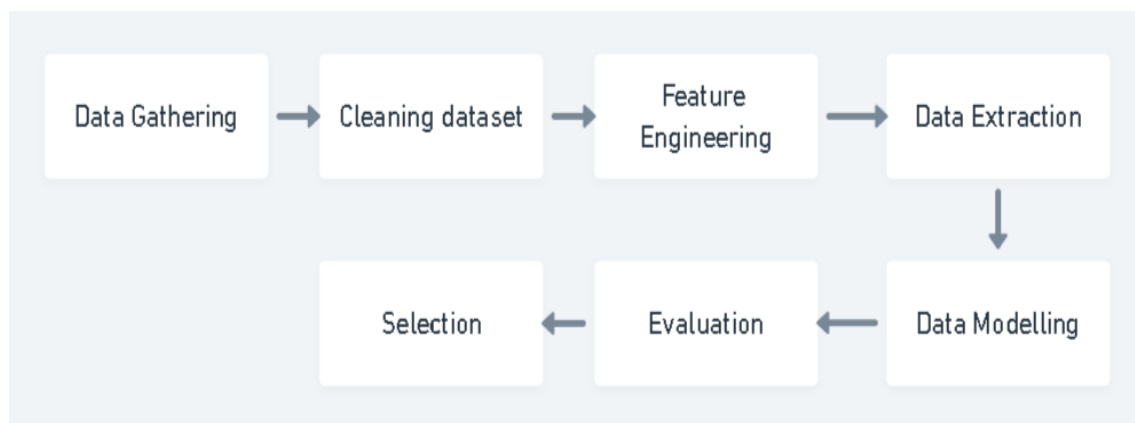 Data Gathering
Cleaning dataset
Feature
Engineering
Data Extraction
Data Modelling
Evaluation
Selection